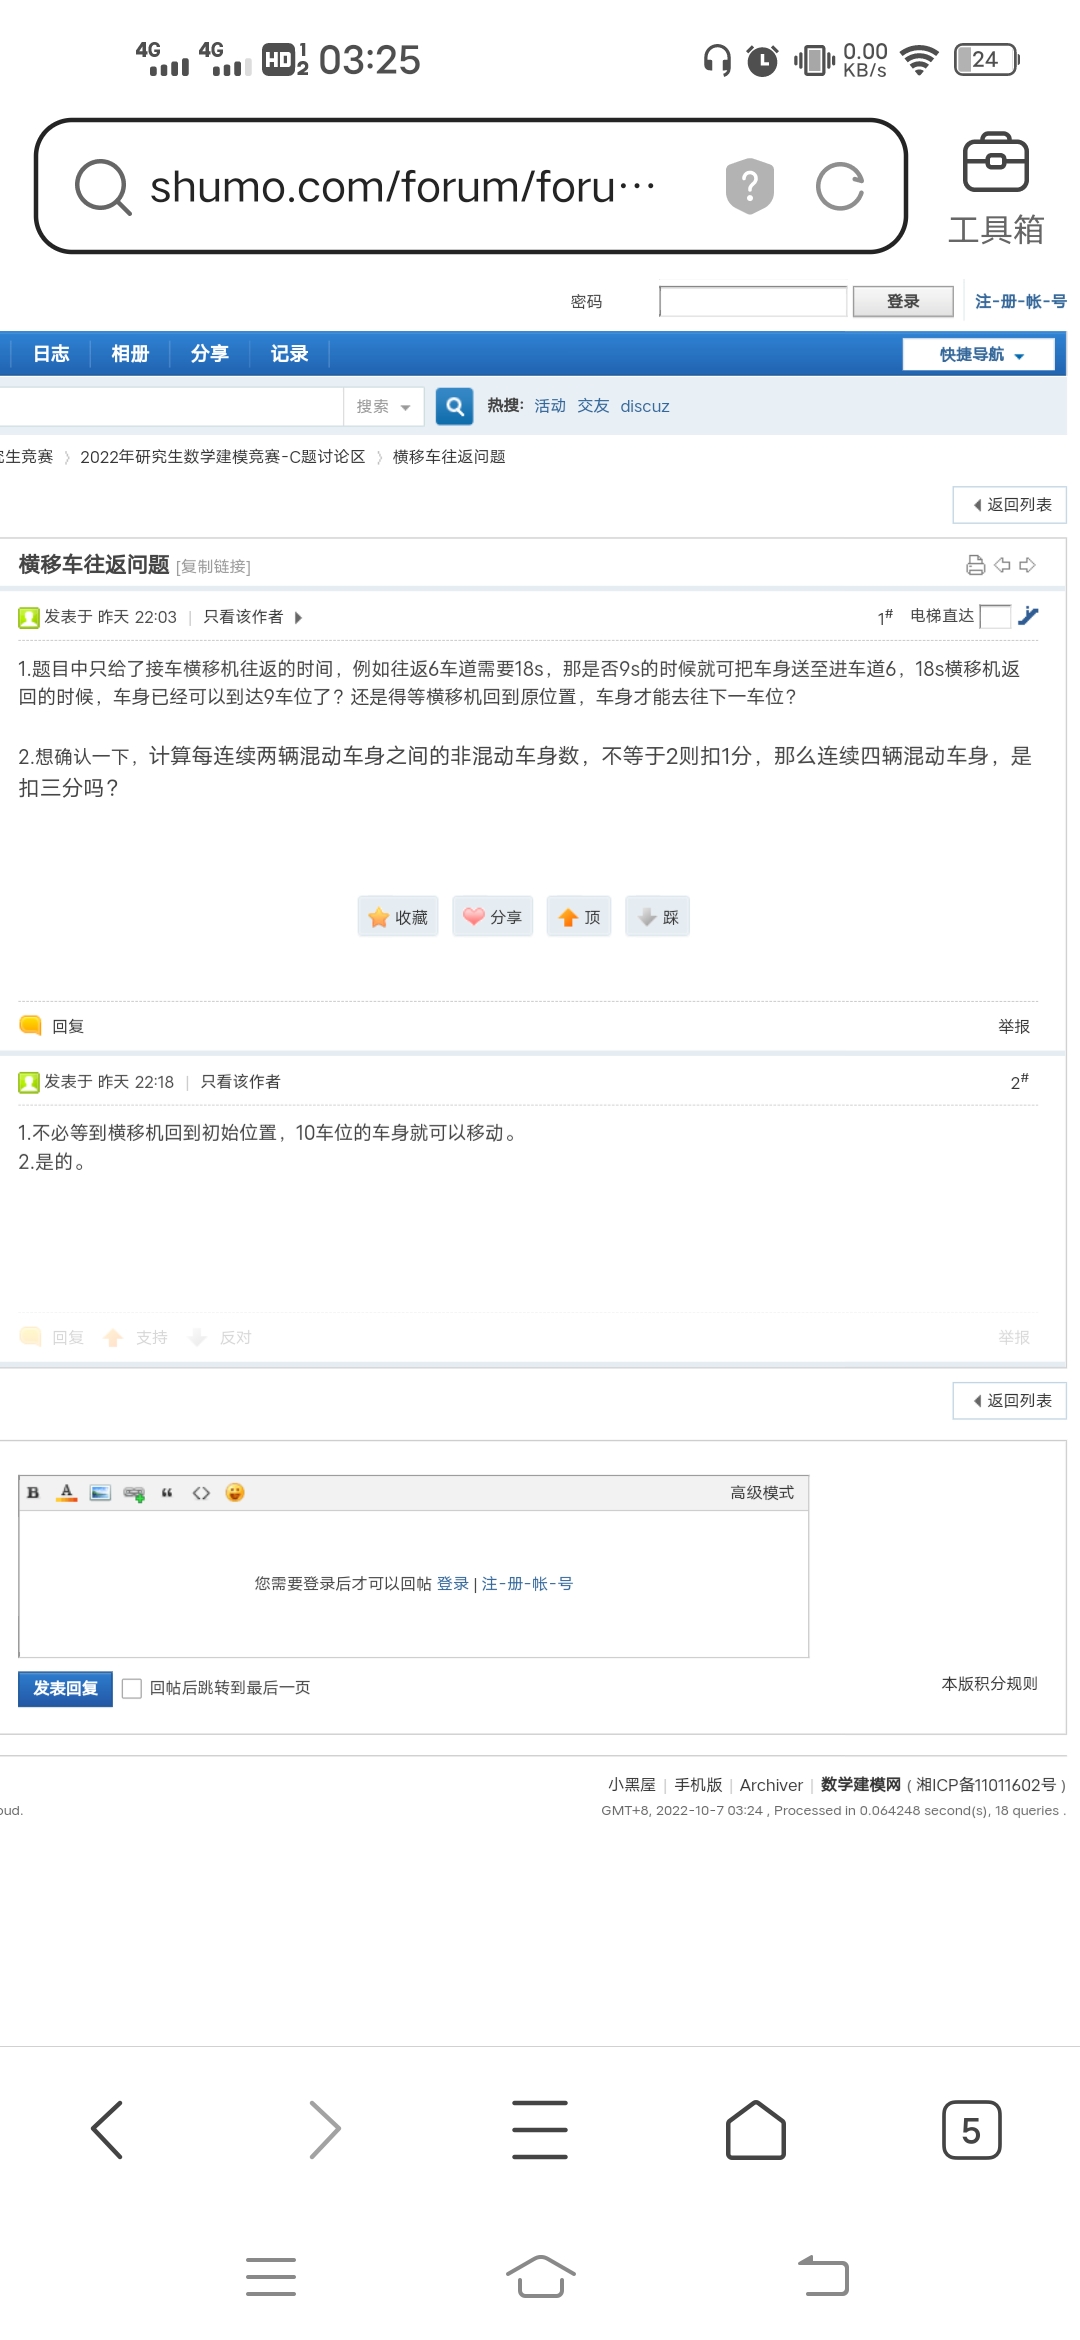 4G 4G HD 1 2 03:25 0.00 KB/s 24
shumo.com/forum/foru···
工具箱
密码 登录 注-册-帐-号
日志 相册 分享 记录 快捷导航
搜索 热搜: 活动 交友 discuz
生竞赛 〉 2022年研究生数学建模竞赛-C题讨论区 〉 横移车往返问题
返回列表
横移车往返问题 [复制链接]
发表于 昨天 22:03 | 只看该作者 1# 电梯直达
1.题目中只给了接车横移机往返的时间，例如往返6车道需要18s，那是否9s的时候就可把车身送至进车道6，18s横移机返
回的时候，车身已经可以到达9车位了？还是得等横移机回到原位置，车身才能去往下一车位？
2.想确认一下，计算每连续两辆混动车身之间的非混动车身数，不等于2则扣1分，那么连续四辆混动车身，是
扣三分吗？
收藏 分享 顶 踩
回复 举报
发表于 昨天 22:18 | 只看该作者 2#
1.不必等到横移机回到初始位置，10车位的车身就可以移动。
2.是的。
回复 支持 反对 举报
返回列表
B A “ <> 高级模式
您需要登录后才可以回帖 登录 | 注-册-帐-号
发表回复 回帖后跳转到最后一页 本版积分规则
小黑屋 | 手机版 | Archiver | 数学建模网 ( 湘ICP备11011602号 )
oud. GMT+8, 2022-10-7 03:24 , Processed in 0.064248 second(s), 18 queries .
5